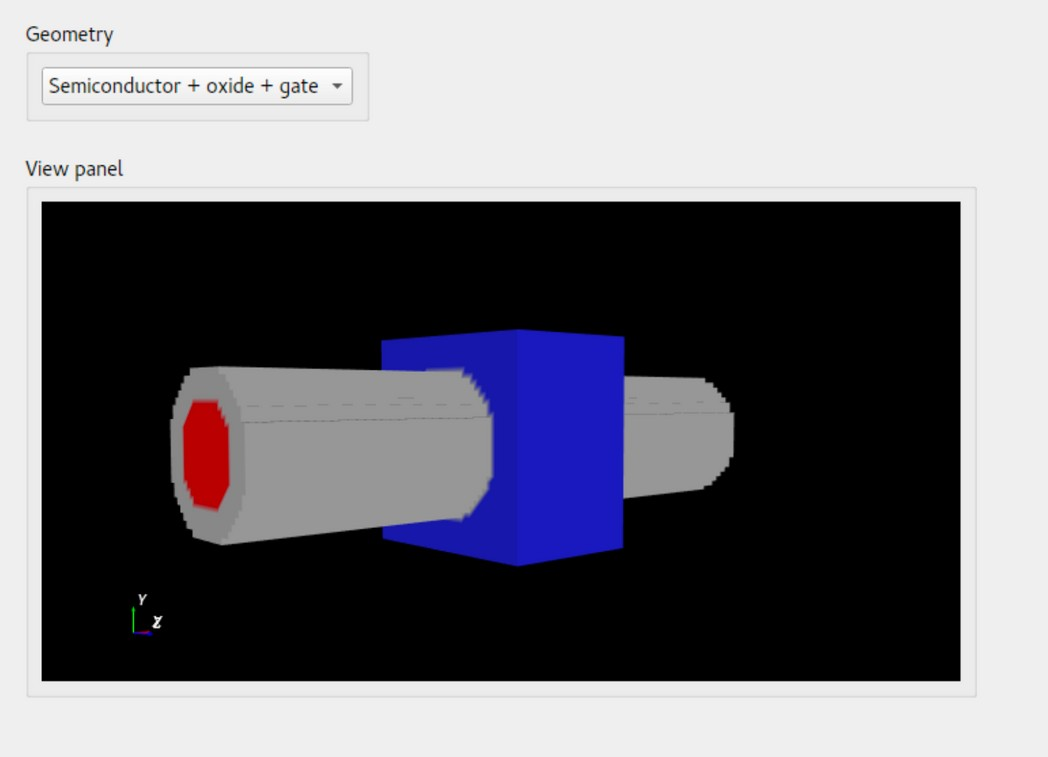 Geometry
Semiconductor + oxide + gate
View panel
Y
Z